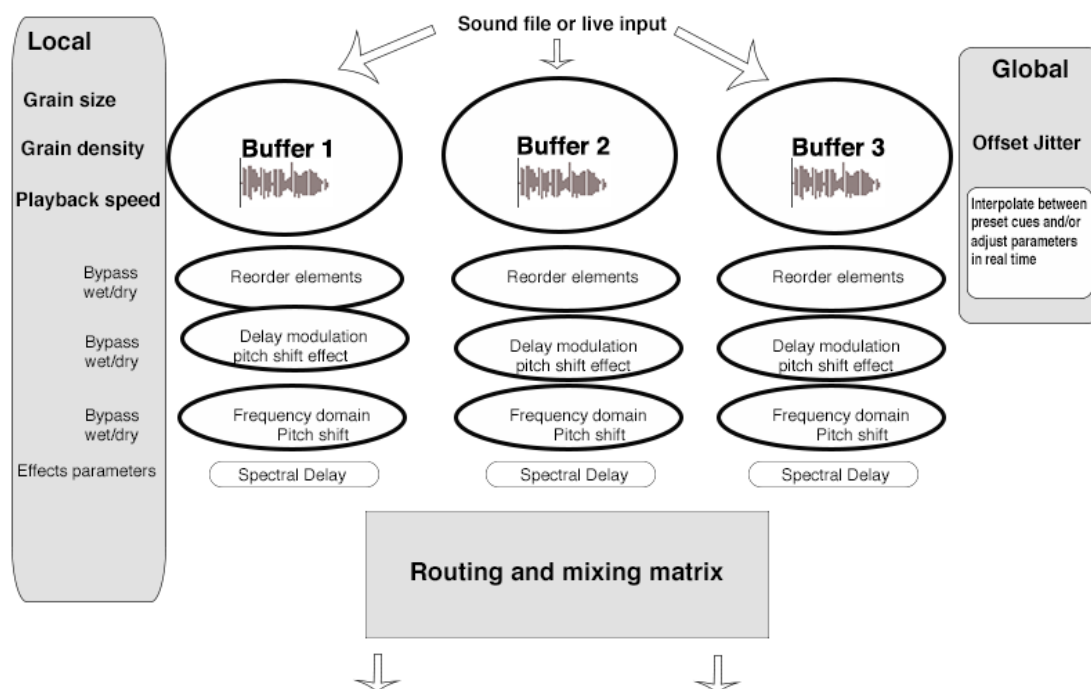 Sound file or live input
Local
Grain size
Grain density
Playback speed
Bypass
wet/dry
Bypass
wet/dry
Bypass
wet/dry
Effects parameters
Buffer 1
Reorder elements
Delay modulation
pitch shift effect
Frequency domain
Pitch shift
Spectral Delay
Buffer 2
Reorder elements
Delay modulation
pitch shift effect
Frequency domain
Pitch shift
Spectral Delay
Buffer 3
Reorder elements
Delay modulation
pitch shift effect
Frequency domain
Pitch shift
Spectral Delay
Global
Offset Jitter
Interpolate between
preset cues and/or
adjust parameters
in real time
Routing and mixing matrix